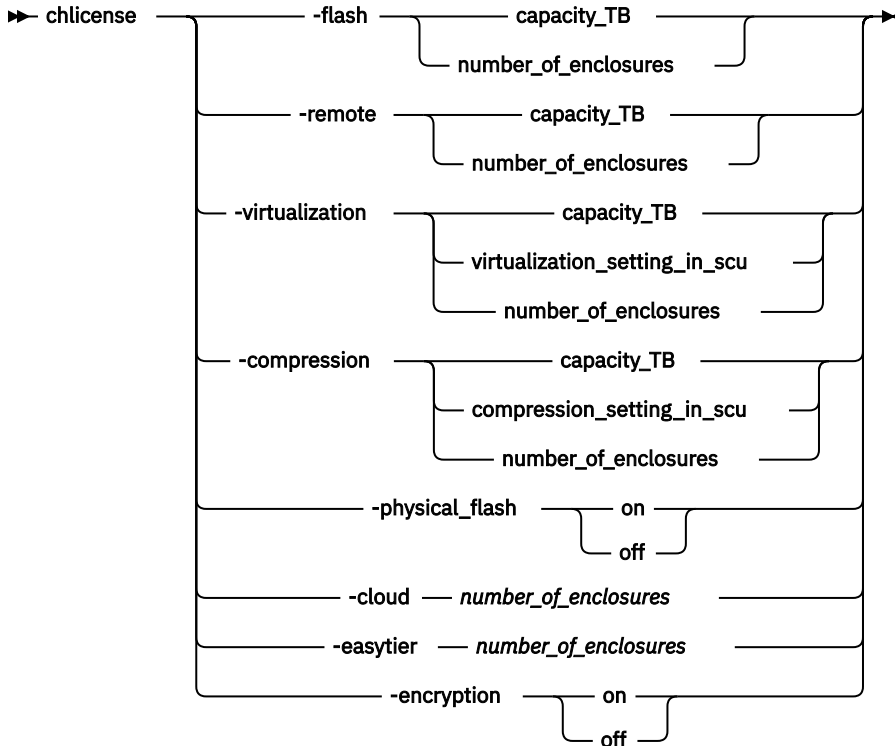 chlicense -flash capacity_TB
number_of_enclosures
-remote capacity_TB
number_of_enclosures
-virtualization capacity_TB
virtualization_setting_in_scu
number_of_enclosures
-compression capacity_TB
compression_setting_in_scu
number_of_enclosures
-physical_flash on
off
-cloud number_of_enclosures
-easytier number_of_enclosures
-encryption on
off